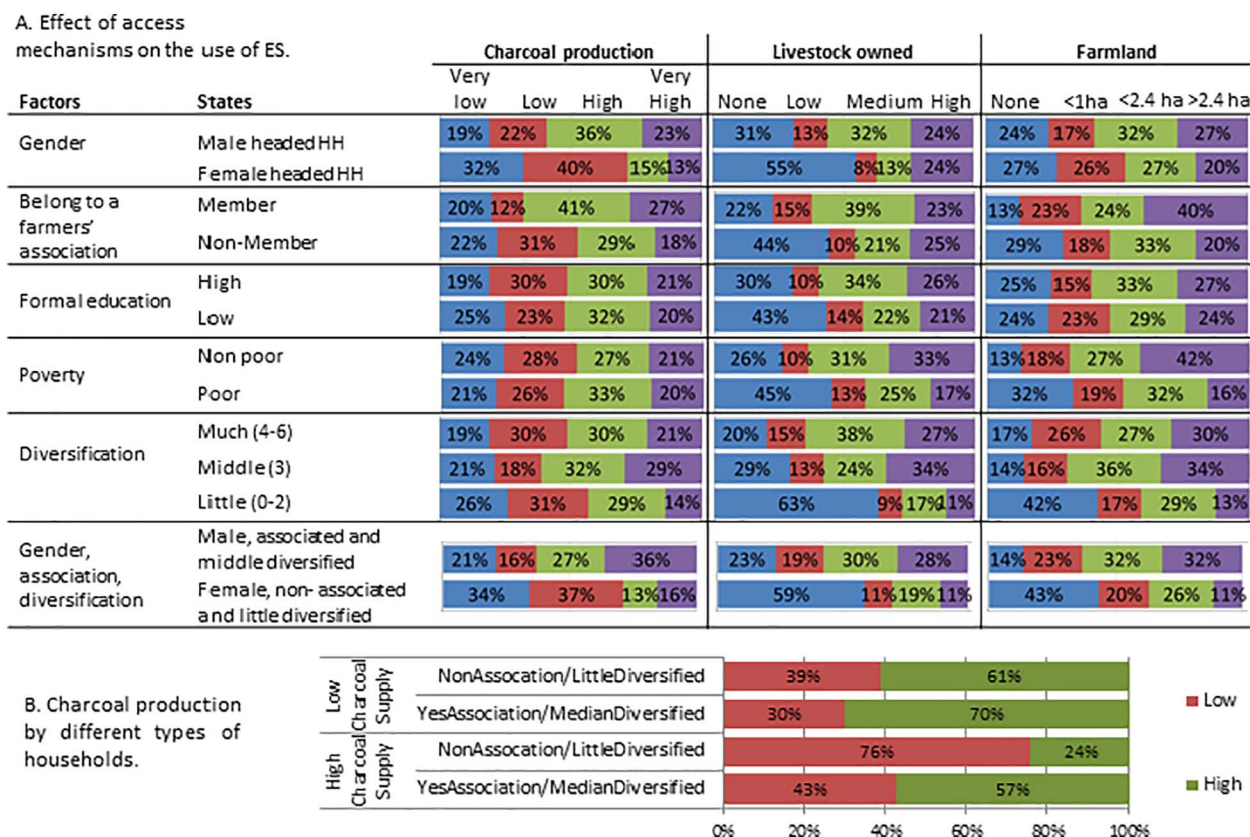 A. Effect of access
mechanisms on the use of ES.
Charcoal production Livestock owned Farmland
Factors States Very low Low High Very High None Low Medium High None <1ha <2.4 ha >2.4 ha
Gender
Male headed HH 19% 22% 36% 23% 31% 13% 32% 24% 24% 17% 32% 27%
Female headed HH 32% 40% 15% 13% 55% 8% 13% 24% 27% 26% 27% 20%
Belong to a
farmers'
association
Member 20% 12% 41% 27% 22% 15% 39% 23% 13% 23% 24% 40%
Non-Member 22% 31% 29% 18% 44% 10% 21% 25% 29% 18% 33% 20%
Formal education
High 19% 30% 30% 21% 30% 10% 34% 26% 25% 15% 33% 27%
Low 25% 23% 32% 20% 43% 14% 22% 21% 24% 23% 29% 24%
Poverty
Non poor 24% 28% 27% 21% 26% 10% 31% 33% 13% 18% 27% 42%
Poor 21% 26% 33% 20% 45% 13% 25% 17% 32% 19% 32% 16%
Diversification
Much (4-6) 19% 30% 30% 21% 20% 15% 38% 27% 17% 26% 27% 30%
Middle (3) 21% 18% 32% 29% 29% 13% 24% 34% 14% 16% 36% 34%
Little (0-2) 26% 31% 29% 14% 63% 9% 17% 11% 42% 17% 29% 13%
Gender,
association,
diversification
Male, associated and
middle diversified 21% 16% 27% 36% 23% 19% 30% 28% 14% 23% 32% 32%
Female, non- associated
and little diversified 34% 37% 13% 16% 59% 11% 19% 11% 43% 20% 26% 11%
B. Charcoal production
by different types of
households.
Low
Charcoal
Supply
NonAssocation/LittleDiversified 39% 61%
YesAssociation/MedianDiversified 30% 70%
High
Charcoal
Supply
NonAssocation/LittleDiversified 76% 24%
YesAssociation/MedianDiversified 43% 57%
0% 20% 40% 60% 80% 100%
Low
High